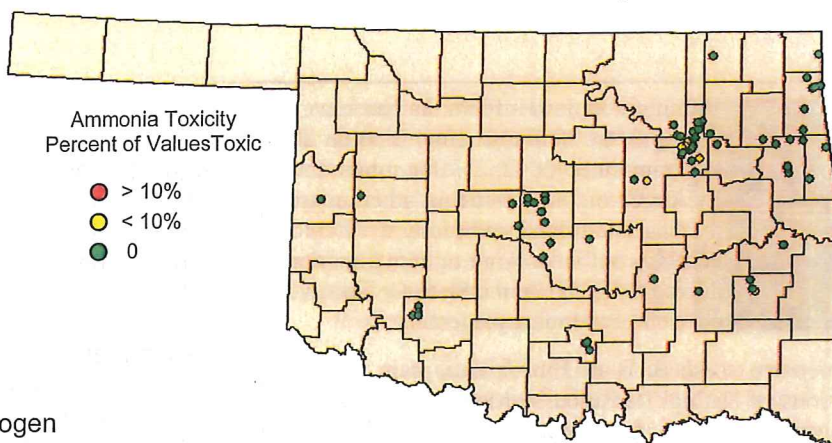 Ammonia Toxicity
Percent of ValuesToxic
> 10%
< 10%
0
ogen